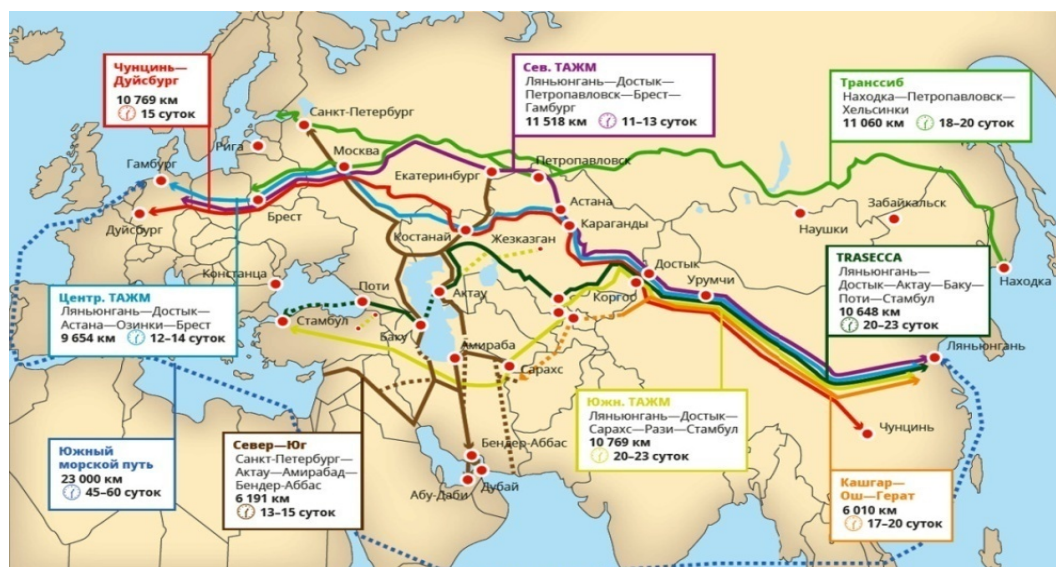 Чунцинь—
Дуйсбург
10 769 км
15 суток
Сев. ТАЖМ
Ляньюнгань—Достык—
Петропавловск—Брест—
Гамбург
11 518 км 11–13 суток
Транссиб
Находка—Петропавловск—
Хельсинки
11 060 км 18–20 суток
Санкт-Петербург
Рига
Москва
Гамбург
Екатеринбург
Петропавловск
Астана
Караганды
Забайкальск
Наушки
Дуйсбург
Брест
Костанай
Жезказган
Достык
Урумчи
Находка
TRASECCA
Ляньюнгань—
Достык—Актау—Баку—
Поти—Стамбул
10 648 км
20–23 суток
Констанца
Поти
Актау
Коргос
Центр. ТАЖМ
Ляньюнгань—Достык—
Астана—Озинки—Брест
9 654 км 12–14 суток
Стамбул
Баку
Амираба
Сарахс
Ляньюнгань
Южн. ТАЖМ
Ляньюнгань—Достык—
Сарахс—Рази—Стамбул
10 769 км
20–23 суток
Чунцинь
Южный
морской путь
23 000 км
45–60 суток
Север—Юг
Санкт-Петербург—
Актау—Амирабад—
Бендер-Аббас
6 191 км
13–15 суток
Бендер-Аббас
Абу-Даби
Дубай
Кашгар—
Ош—Герат
6 010 км
17–20 суток